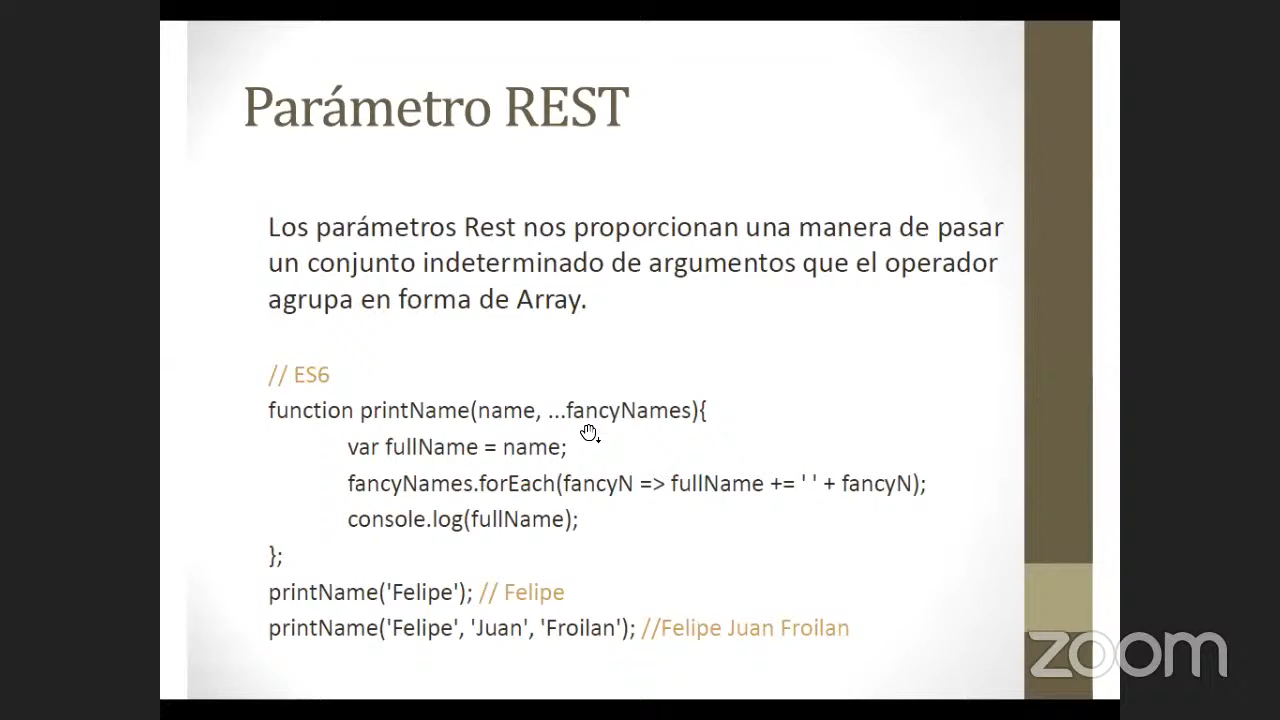 Parámetro REST
Los parámetros Rest nos proporcionan una manera de pasar
un conjunto indeterminado de argumentos que el operador
agrupa en forma de Array.
// ES6
function printName(name, ...fancyNames){
var fullName = name;
fancyNames.forEach(fancyN => fullName += ' ' + fancyN);
console.log(fullName);
};
printName('Felipe'); // Felipe
printName('Felipe', 'Juan', 'Froilan'); //Felipe Juan Froilan
zoom